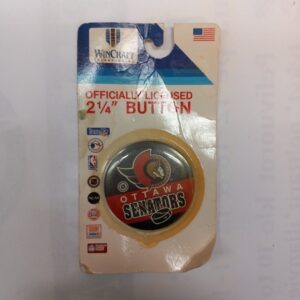 WINCRAFT
OFFICIALLY LICENSED
2¼" BUTTON
OTTAWA
SENATORS